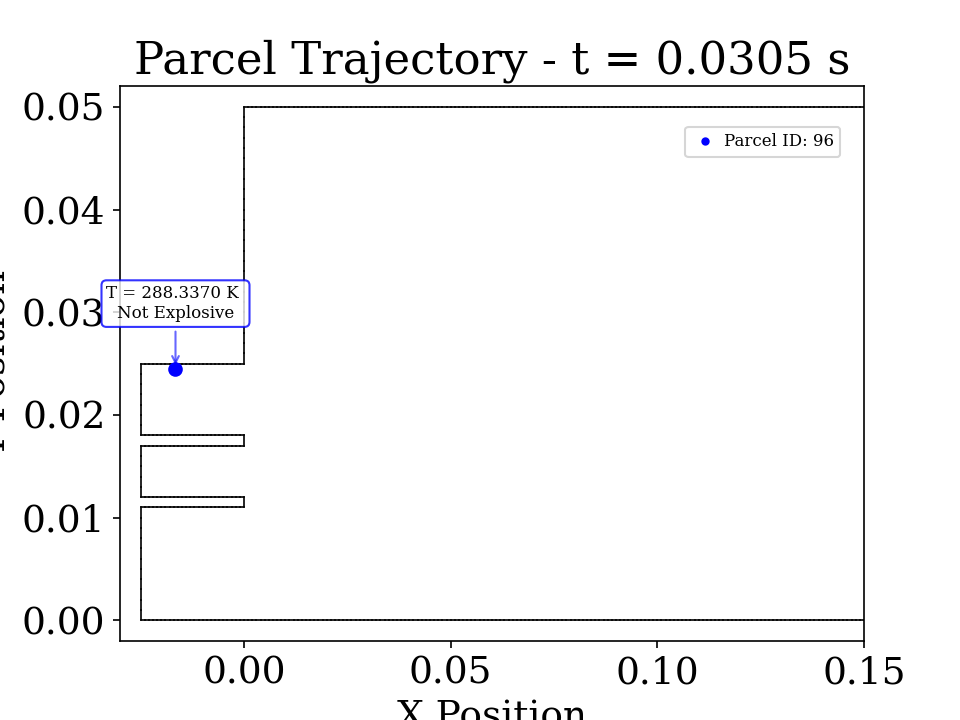 Parcel Trajectory - t = 0.0305 s
0.05
Parcel ID: 96
0.04
T = 288.3370 K
Not Explosive
0.03
0.02
0.01
0.00
0.00 0.05 0.10 0.15
X Position